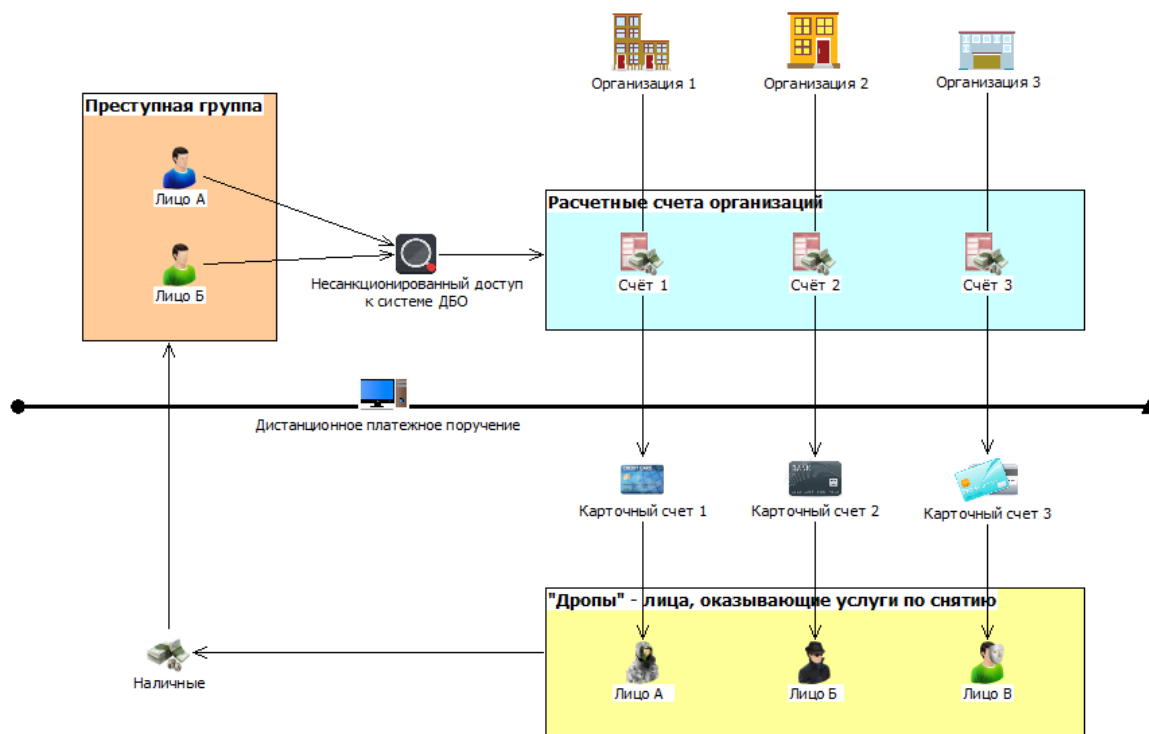 Организация 1
Организация 2
Организация 3
Преступная группа
Лицо А
Лицо Б
Несанкционированный доступ
к системе ДБО
Расчетные счета организаций
Счёт 1
Счёт 2
Счёт 3
Дистанционое платежное поручение
Карточный счет 1
Карточный счет 2
Карточный счет 3
"Дропы" - лица, оказывающие услуги по снятию
Лицо А
Лицо Б
Лицо В
Наличные